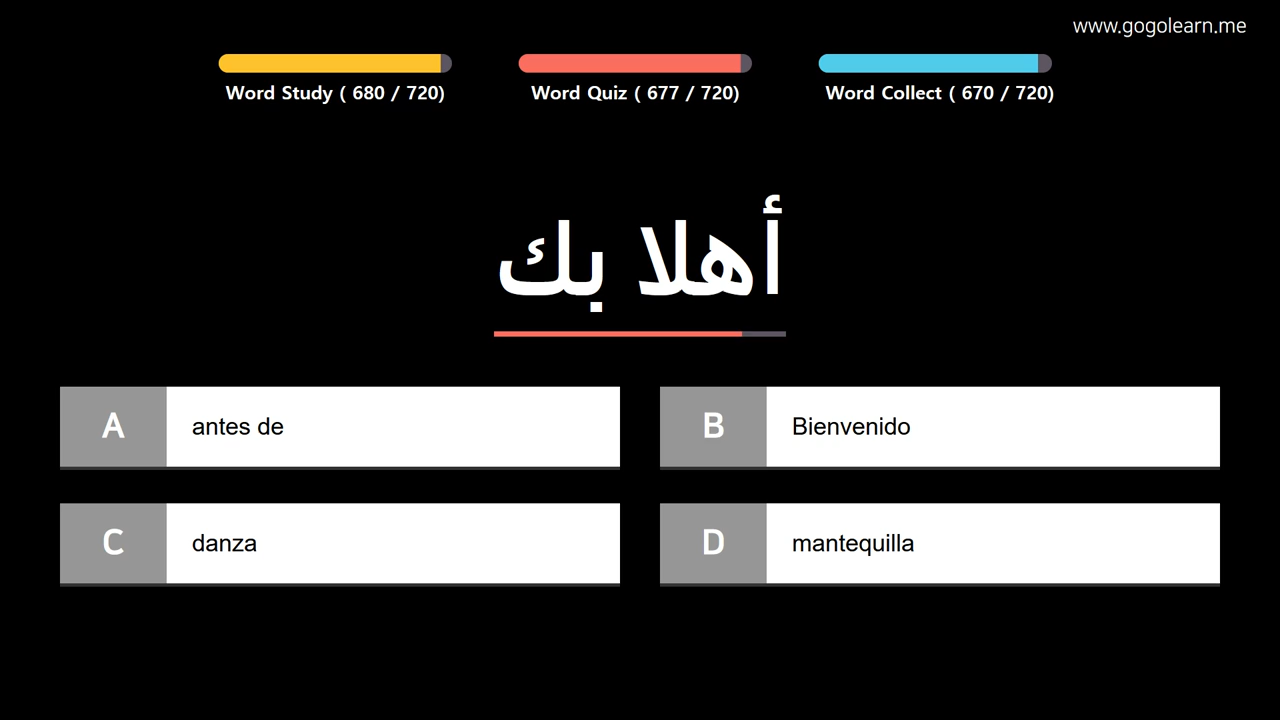 www.gogolearn.me
Word Study ( 680 / 720)
Word Quiz ( 677 / 720)
Word Collect ( 670 / 720)
أهلا بك
A antes de
B Bienvenido
C danza
D mantequilla